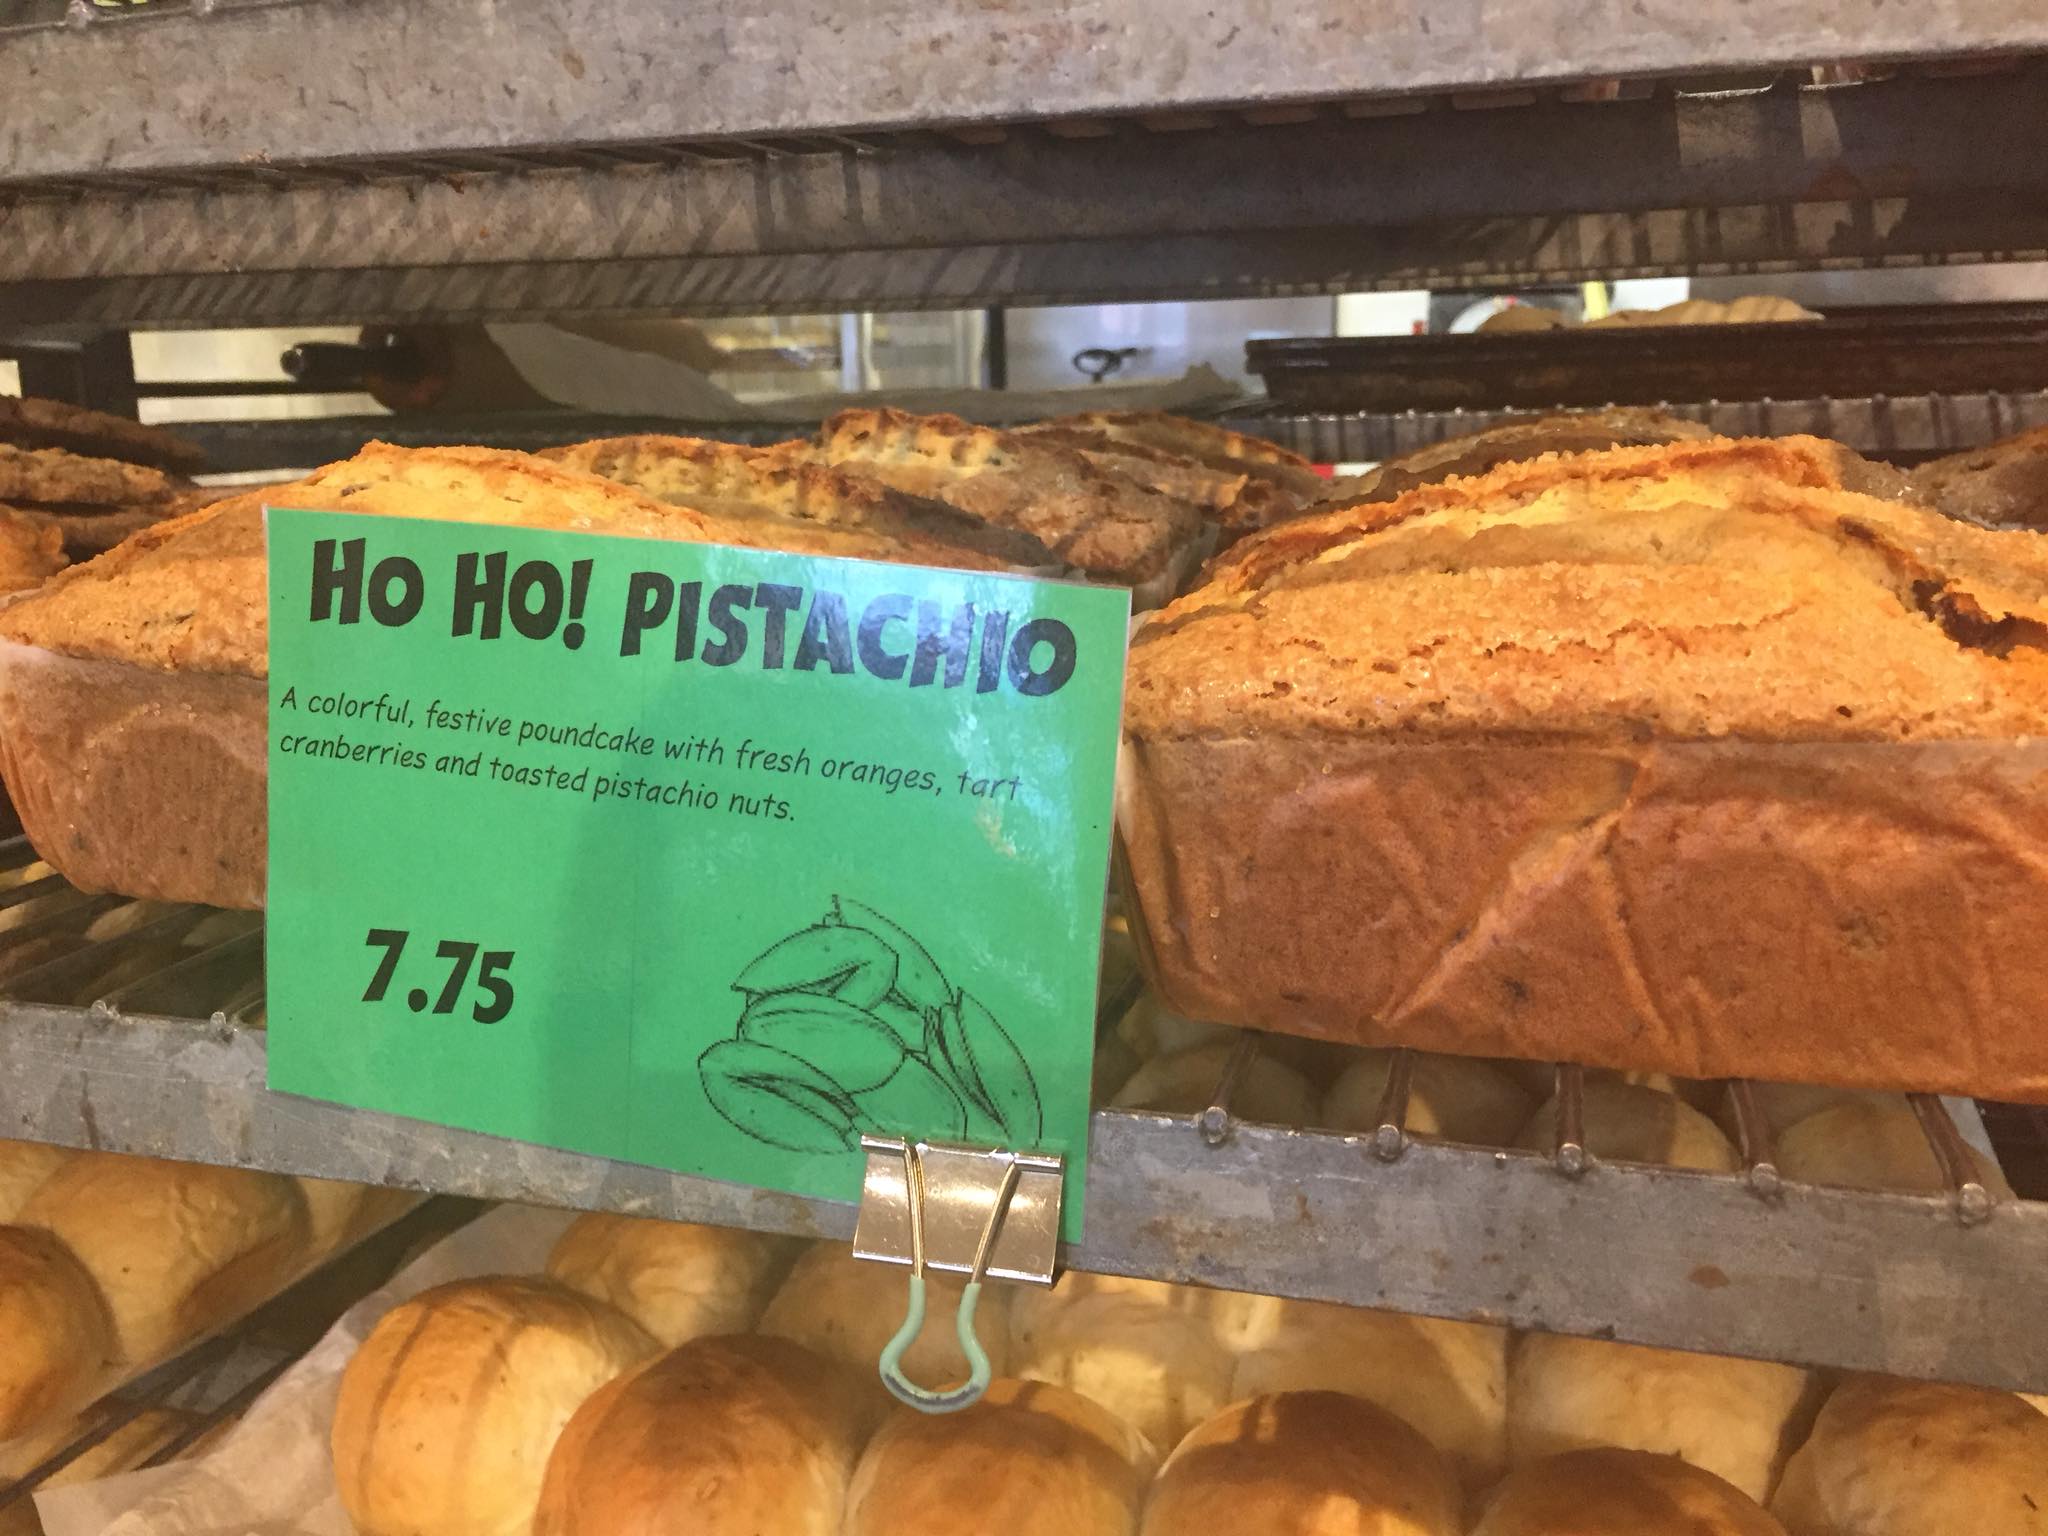 Ho Ho! PISTACHIO
A colorful, festive poundcake with fresh oranges, tart
cranberries and toasted pistachio nuts.
7.75